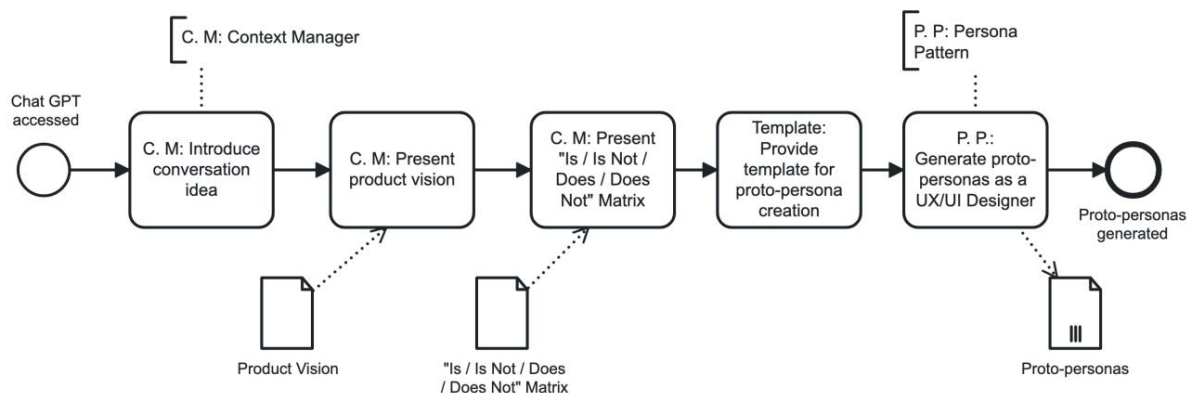 C. M: Context Manager
P. P: Persona
Pattern
Chat GPT
accessed
C. M: Introduce
conversation
idea
C. M: Present
product vision
C. M: Present
"Is / Is Not /
Does / Does
Not" Matrix
Template:
Provide
template for
proto-persona
creation
P. P.:
Generate proto-
personas as a
UX/UI Designer
Proto-personas
generated
Product Vision
"Is / Is Not / Does
/ Does Not" Matrix
Proto-personas